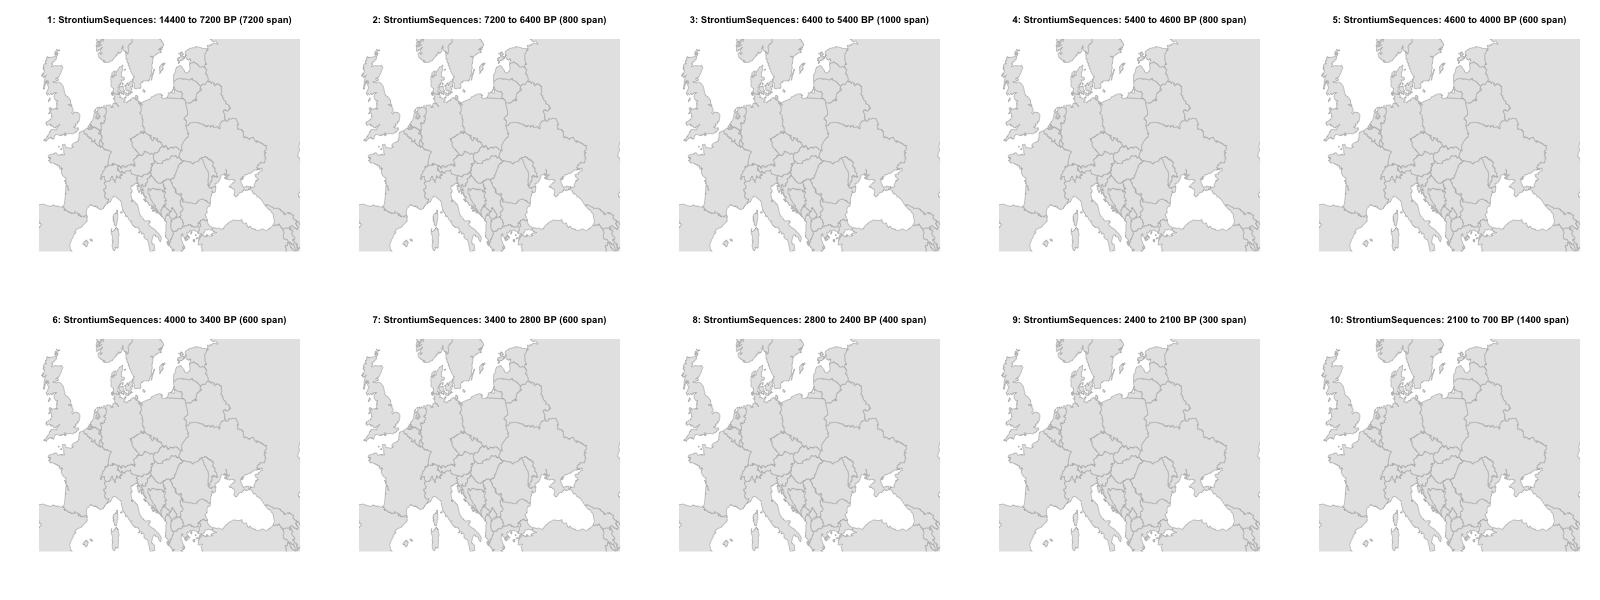 1: StrontiumSequences: 14400 to 7200 BP (7200 span)
2: StrontiumSequences: 7200 to 6400 BP (800 span)
3: StrontiumSequences: 6400 to 5400 BP (1000 span)
4: StrontiumSequences: 5400 to 4600 BP (800 span)
5: StrontiumSequences: 4600 to 4000 BP (600 span)
6: StrontiumSequences: 4000 to 3400 BP (600 span)
7: StrontiumSequences: 3400 to 2800 BP (600 span)
8: StrontiumSequences: 2800 to 2400 BP (400 span)
9: StrontiumSequences: 2400 to 2100 BP (300 span)
10: StrontiumSequences: 2100 to 700 BP (1400 span)